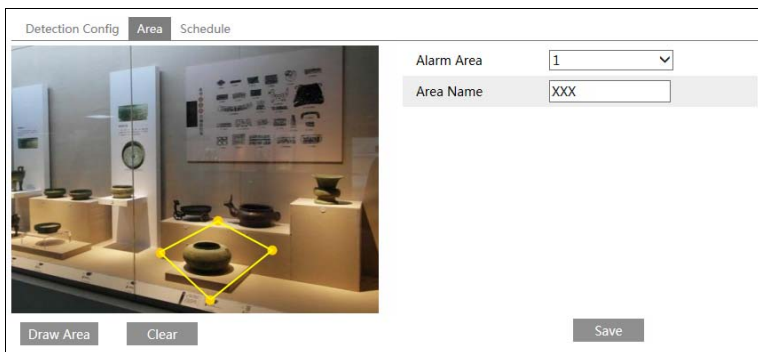 Detection Config Area Schedule
Alarm Area 1
Area Name XXX
Draw Area Clear Save